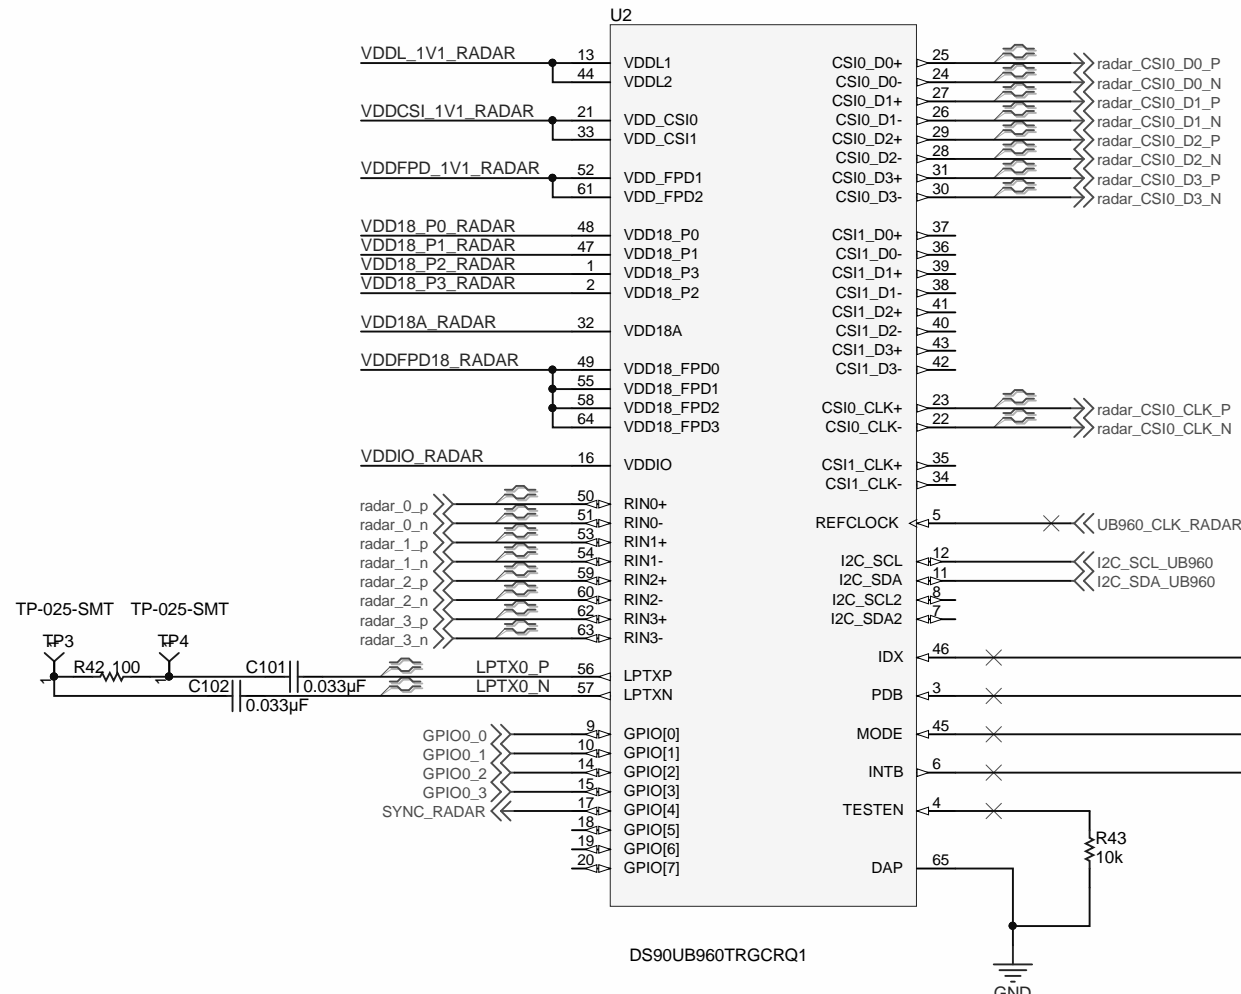 U2
VDDL_1V1_RADAR 13 VDDL1 CSI0_D0+ 25 radar_CSI0_D0_P
44 VDDL2 CSI0_D0- 24 radar_CSI0_D0_N
CSI0_D1+ 27 radar_CSI0_D1_P
VDDCSI_1V1_RADAR 21 VDD_CSI0 CSI0_D1- 26 radar_CSI0_D1_N
33 VDD_CSI1 CSI0_D2+ 29 radar_CSI0_D2_P
CSI0_D2- 28 radar_CSI0_D2_N
VDDFPD_1V1_RADAR 52 VDD_FPD1 CSI0_D3+ 31 radar_CSI0_D3_P
61 VDD_FPD2 CSI0_D3- 30 radar_CSI0_D3_N
VDD18_P0_RADAR 48 VDD18_P0 CSI1_D0+ 37
VDD18_P1_RADAR 47 VDD18_P1 CSI1_D0- 36
VDD18_P2_RADAR 1 VDD18_P3 CSI1_D1+ 39
VDD18_P3_RADAR 2 VDD18_P2 CSI1_D1- 38
CSI1_D2+ 41
VDD18A_RADAR 32 VDD18A CSI1_D2- 40
CSI1_D3+ 43
VDDFPD18_RADAR 49 VDD18_FPD0 CSI1_D3- 42
55 VDD18_FPD1
58 VDD18_FPD2 CSI0_CLK+ 23 radar_CSI0_CLK_P
64 VDD18_FPD3 CSI0_CLK- 22 radar_CSI0_CLK_N
VDDIO_RADAR 16 VDDIO CSI1_CLK+ 35
CSI1_CLK- 34
radar_0_p 50 RIN0+
radar_0_n 51 RIN0- REFCLOCK 5 UB960_CLK_RADAR
radar_1_p 53 RIN1+
radar_1_n 54 RIN1- I2C_SCL 12 I2C_SCL_UB960
radar_2_p 59 RIN2+ I2C_SDA 11 I2C_SDA_UB960
radar_2_n 60 RIN2- I2C_SCL2 8
radar_3_p 62 RIN3+ I2C_SDA2 7
radar_3_n 63 RIN3-
TP-025-SMT TP-025-SMT
TP3 TP4
IDX 46
R42 100 C101 0.033µF LPTX0_P 56 LPTXP
C102 0.033µF LPTX0_N 57 LPTXN PDB 3
1 1
GPIO0_0 9 GPIO[0] MODE 45
GPIO0_1 10 GPIO[1]
GPIO0_2 14 GPIO[2] INTB 6
GPIO0_3 15 GPIO[3]
SYNC_RADAR 17 GPIO[4] TESTEN 4
18 GPIO[5]
19 GPIO[6]
20 GPIO[7] DAP 65
R43
10k
DS90UB960TRGCRQ1
GND